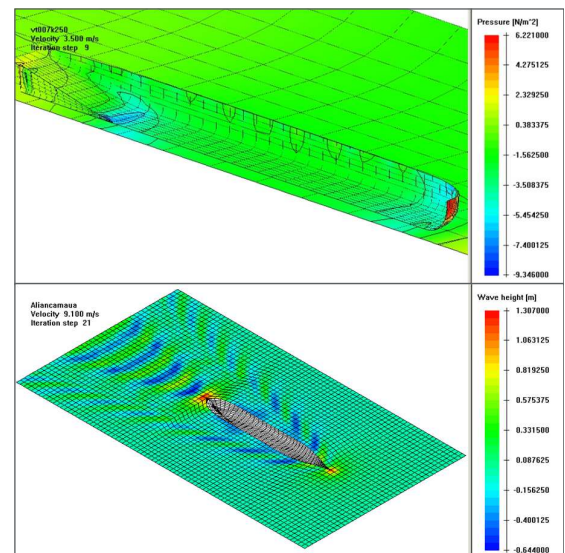 vt007k250
Velocity 3.500 m/s
Iteration step 9
Pressure [N/m^2]
6.221000
4.275125
2.329250
0.383375
-1.562500
-3.508375
-5.454250
-7.400125
-9.346000
Aliancamaua
Velocity 9.100 m/s
Iteration step 21
Wave height [m]
1.307000
1.063125
0.819250
0.575375
0.331500
0.087625
-0.156250
-0.400125
-0.644000